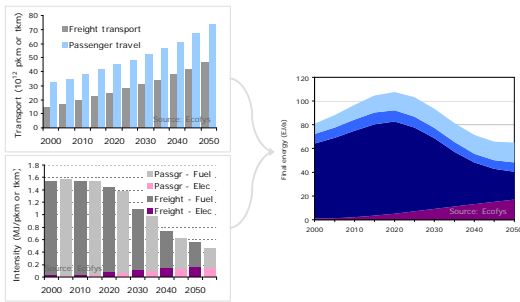 Transport (10¹² pkm or tkm)
80
70
60
50
40
30
20
10
0
Freight transport
Passenger travel
Source: Ecofys
2000 2010 2020 2030 2040 2050
Intensity (MJ/pkm or tkm)
1.8
1.6
1.4
1.2
1
0.8
0.6
0.4
0.2
0
Passgr - Fuel
Passgr - Elec
Freight - Fuel
Freight - Elec
Source: Ecofys
2000 2010 2020 2030 2040 2050
Final energy (EJ/a)
120
100
80
60
40
20
0
Source: Ecofys
2000 2010 2020 2030 2040 2050